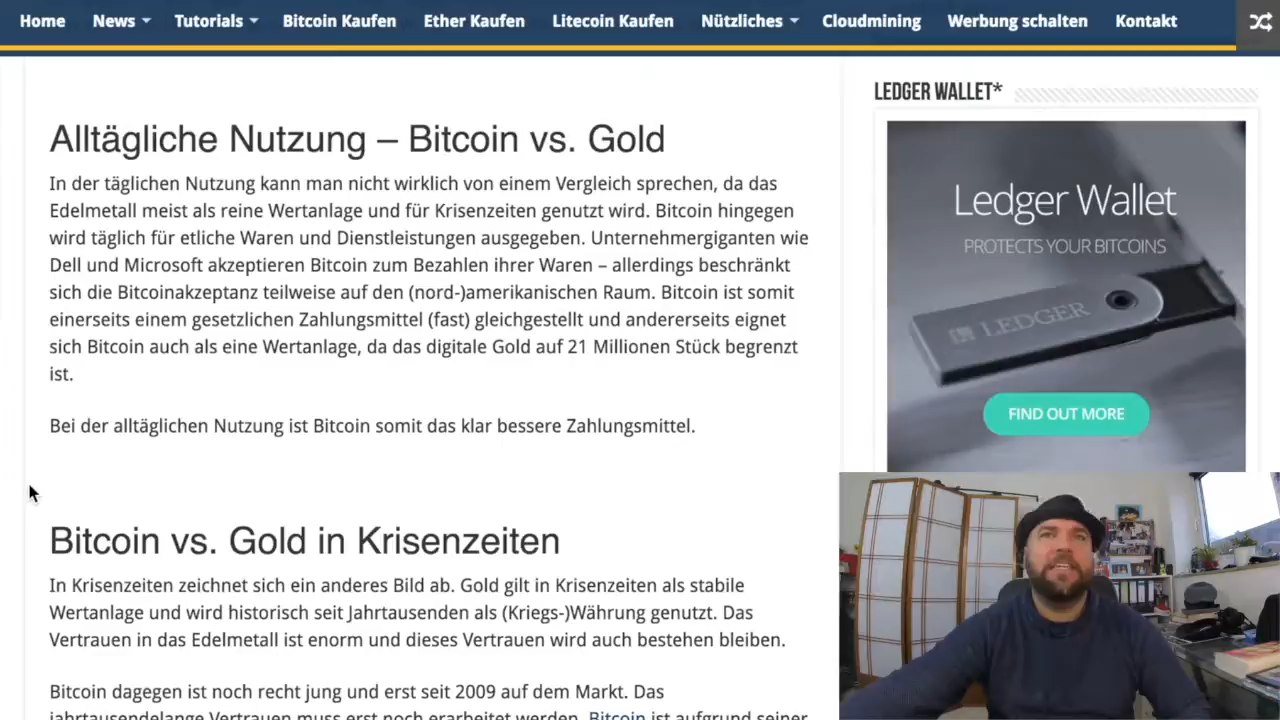 Home News Tutorials Bitcoin Kaufen Ether Kaufen Litecoin Kaufen Nützliches Cloudmining Werbung schalten Kontakt
Alltägliche Nutzung – Bitcoin vs. Gold
In der täglichen Nutzung kann man nicht wirklich von einem Vergleich sprechen, da das
Edelmetall meist als reine Wertanlage und für Krisenzeiten genutzt wird. Bitcoin hingegen
wird täglich für etliche Waren und Dienstleistungen ausgegeben. Unternehmergiganten wie
Dell und Microsoft akzeptieren Bitcoin zum Bezahlen ihrer Waren – allerdings beschränkt
sich die Bitcoinakzeptanz teilweise auf den (nord-)amerikanischen Raum. Bitcoin ist somit
einerseits einem gesetzlichen Zahlungsmittel (fast) gleichgestellt und andererseits eignet
sich Bitcoin auch als eine Wertanlage, da das digitale Gold auf 21 Millionen Stück begrenzt
ist.
Bei der alltäglichen Nutzung ist Bitcoin somit das klar bessere Zahlungsmittel.
Bitcoin vs. Gold in Krisenzeiten
In Krisenzeiten zeichnet sich ein anderes Bild ab. Gold gilt in Krisenzeiten als stabile
Wertanlage und wird historisch seit Jahrtausenden als (Kriegs-)Währung genutzt. Das
Vertrauen in das Edelmetall ist enorm und dieses Vertrauen wird auch bestehen bleiben.
Bitcoin dagegen ist noch recht jung und erst seit 2009 auf dem Markt. Das
jahrtausendelange Vertrauen muss erst noch erarbeitet werden. Bitcoin ist aufgrund seiner
LEDGER WALLET*
Ledger Wallet
PROTECTS YOUR BITCOINS
LEDGER
FIND OUT MORE